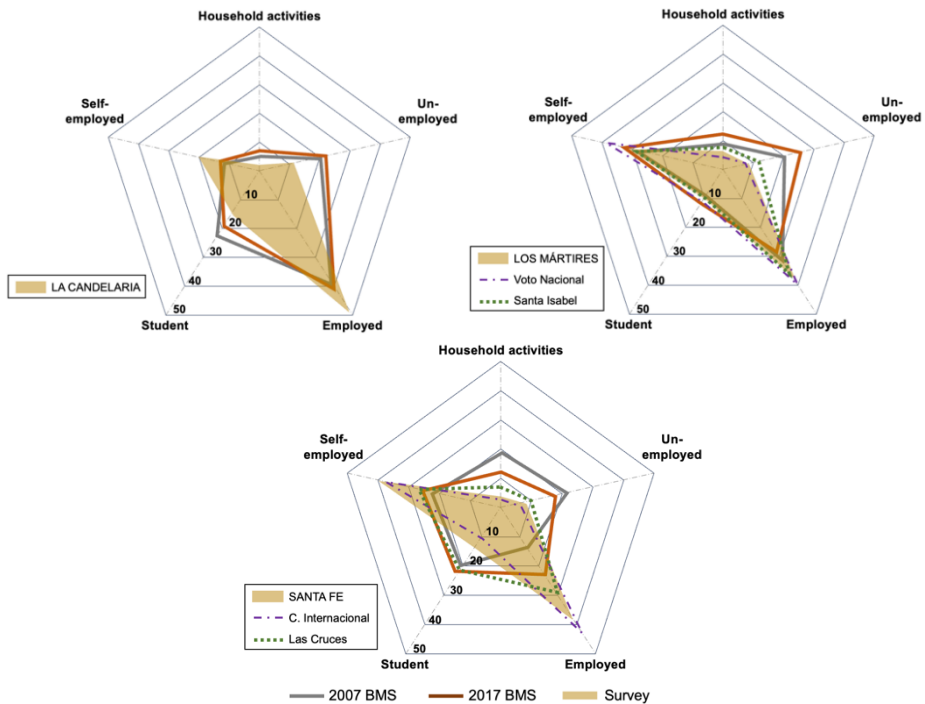 Household activities
Self-
employed
Un-
employed
10
20
30
40
50
Student
Employed
LA CANDELARIA
Household activities
Self-
employed
Un-
employed
10
20
30
40
50
Student
Employed
LOS MÁRTIRES
Voto Nacional
Santa Isabel
Household activities
Self-
employed
Un-
employed
10
20
30
40
50
Student
Employed
SANTA FE
C. Internacional
Las Cruces
2007 BMS
2017 BMS
Survey